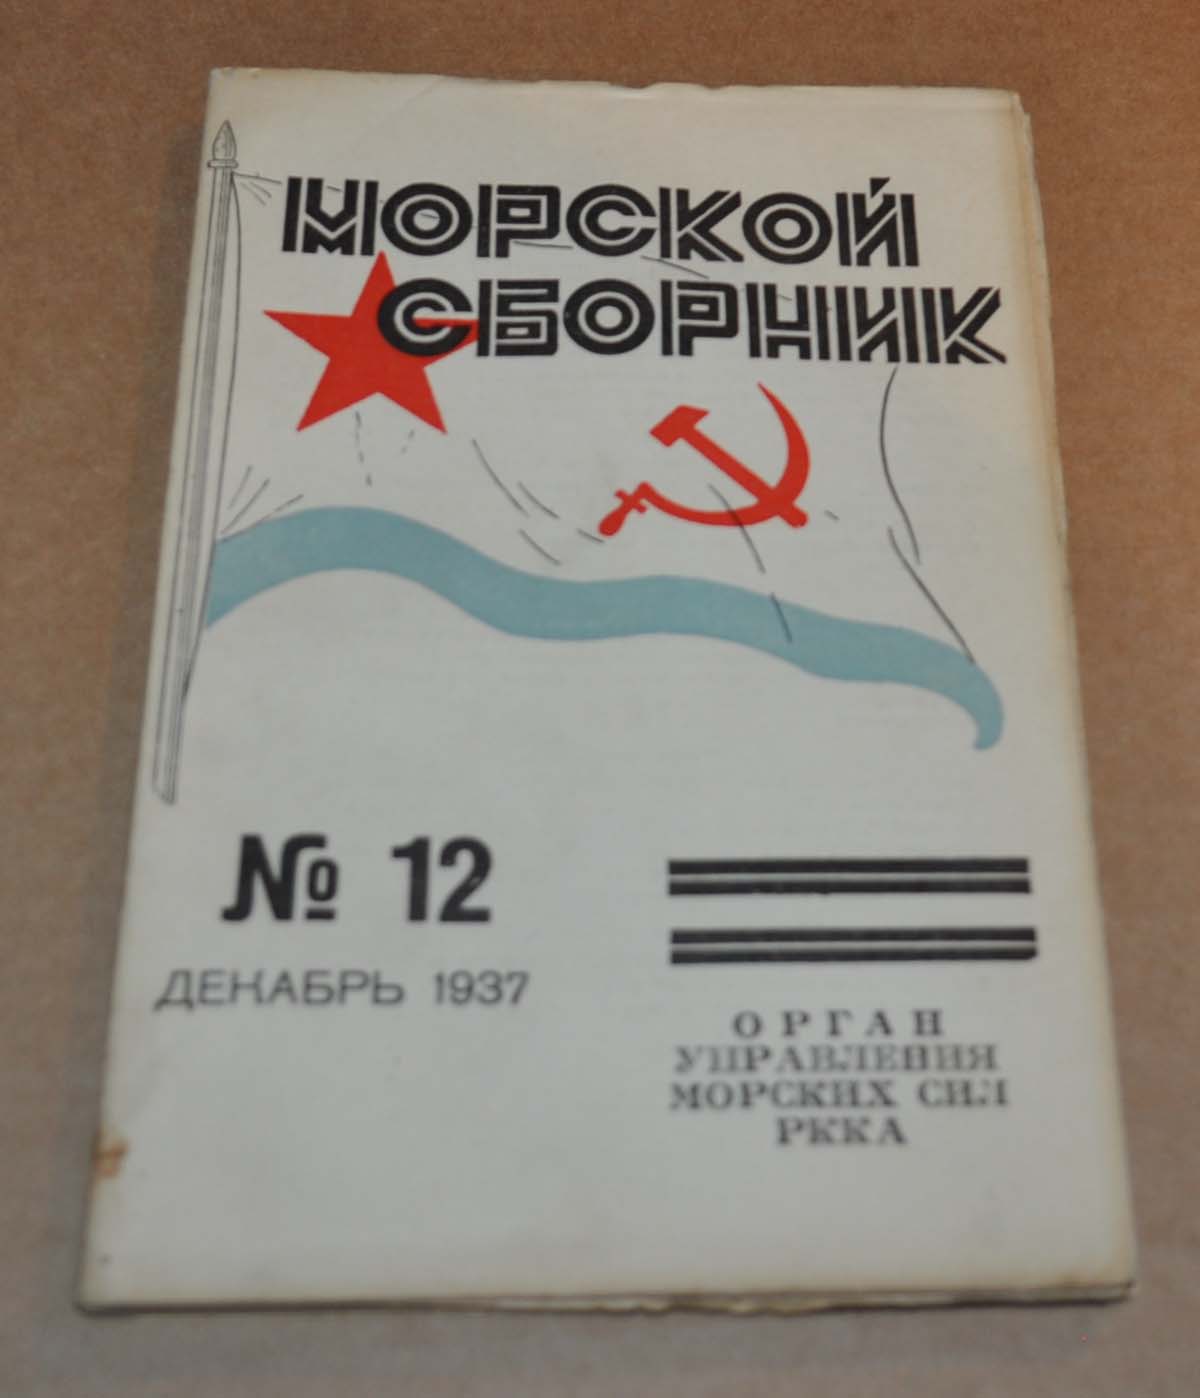 МОРСКОЙ
СБОРНИК
№ 12
ДЕКАБРЬ 1937
ОРГАН
УПРАВЛЕНИЯ
МОРСКИХ СИЛ
РККА